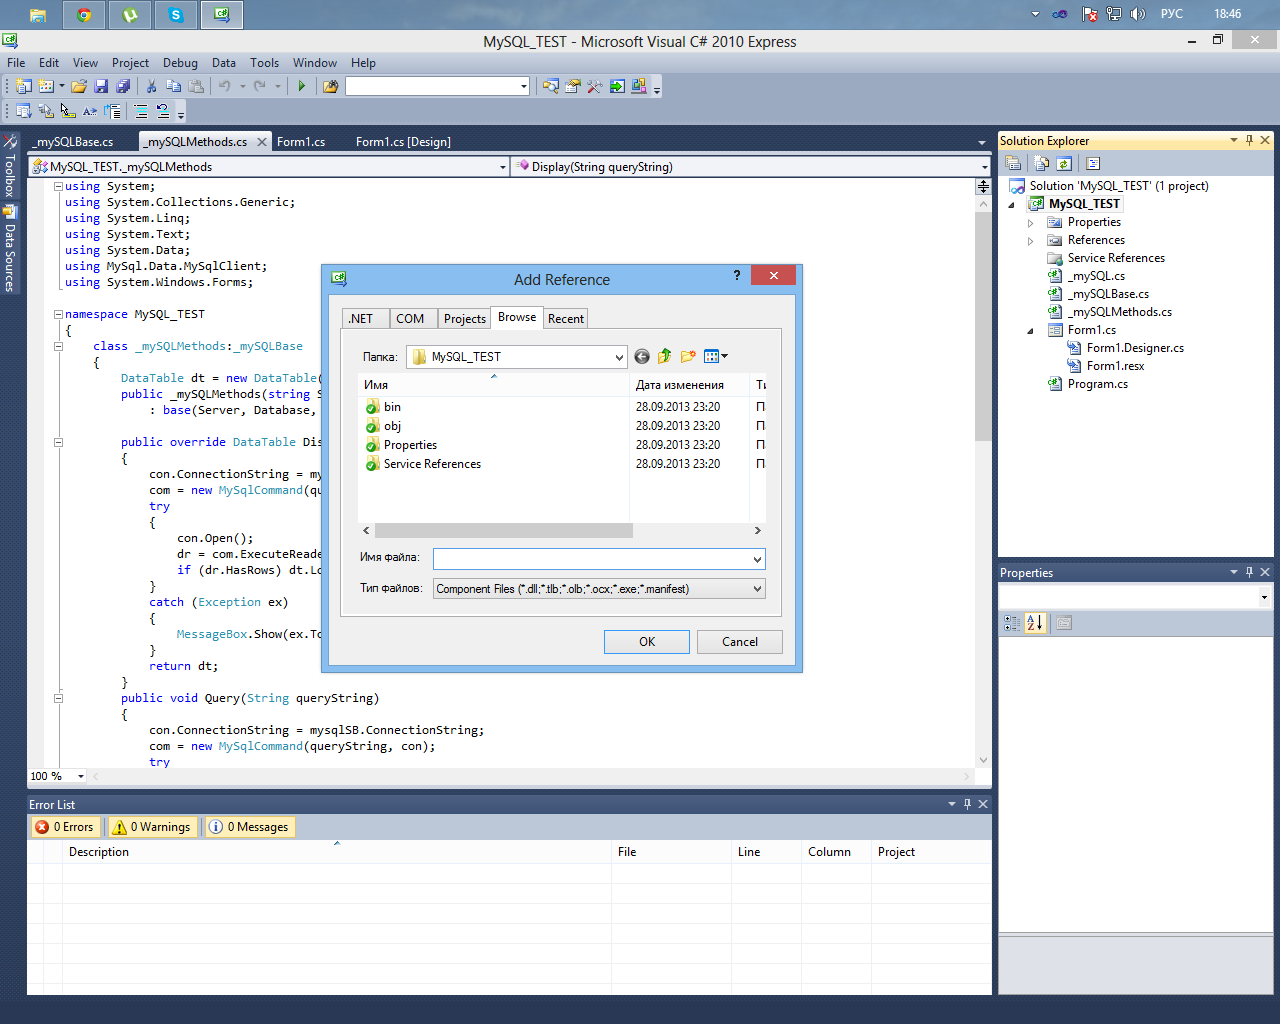 РУС
18:46
MySQL_TEST - Microsoft Visual C# 2010 Express
File Edit View Project Debug Data Tools Window Help
_mySQLBase.cs
_mySQLMethods.cs
Form1.cs
Form1.cs [Design]
MySQL_TEST._mySQLMethods
Display(String queryString)
Toolbox
Data Sources
using System;
using System.Collections.Generic;
using System.Linq;
using System.Text;
using System.Data;
using MySql.Data.MySqlClient;
using System.Windows.Forms;
namespace MySQL_TEST
{
class _mySQLMethods:_mySQLBase
{
DataTable dt = new DataTable(
public _mySQLMethods(string S
: base(Server, Database,
public override DataTable Dis
{
con.ConnectionString = my
com = new MySqlCommand(qu
try
{
con.Open();
dr = com.ExecuteReade
if (dr.HasRows) dt.Lo
}
catch (Exception ex)
{
MessageBox.Show(ex.To
}
return dt;
}
public void Query(String queryString)
{
con.ConnectionString = mysqlSB.ConnectionString;
com = new MySqlCommand(queryString, con);
try
100 %
Add Reference
?
.NET
COM
Projects
Browse
Recent
Папка:
MySQL_TEST
Имя
Дата изменения
Ти
bin 28.09.2013 23:20 П
obj 28.09.2013 23:20 П
Properties 28.09.2013 23:20 П
Service References 28.09.2013 23:20 П
Имя файла:
Тип файлов:
Component Files (*.dll;*.tlb;*.olb;*.ocx;*.exe;*.manifest)
OK
Cancel
Solution Explorer
Solution 'MySQL_TEST' (1 project)
MySQL_TEST
Properties
References
Service References
_mySQL.cs
_mySQLBase.cs
_mySQLMethods.cs
Form1.cs
Form1.Designer.cs
Form1.resx
Program.cs
Properties
Error List
0 Errors
0 Warnings
0 Messages
Description
File
Line
Column
Project